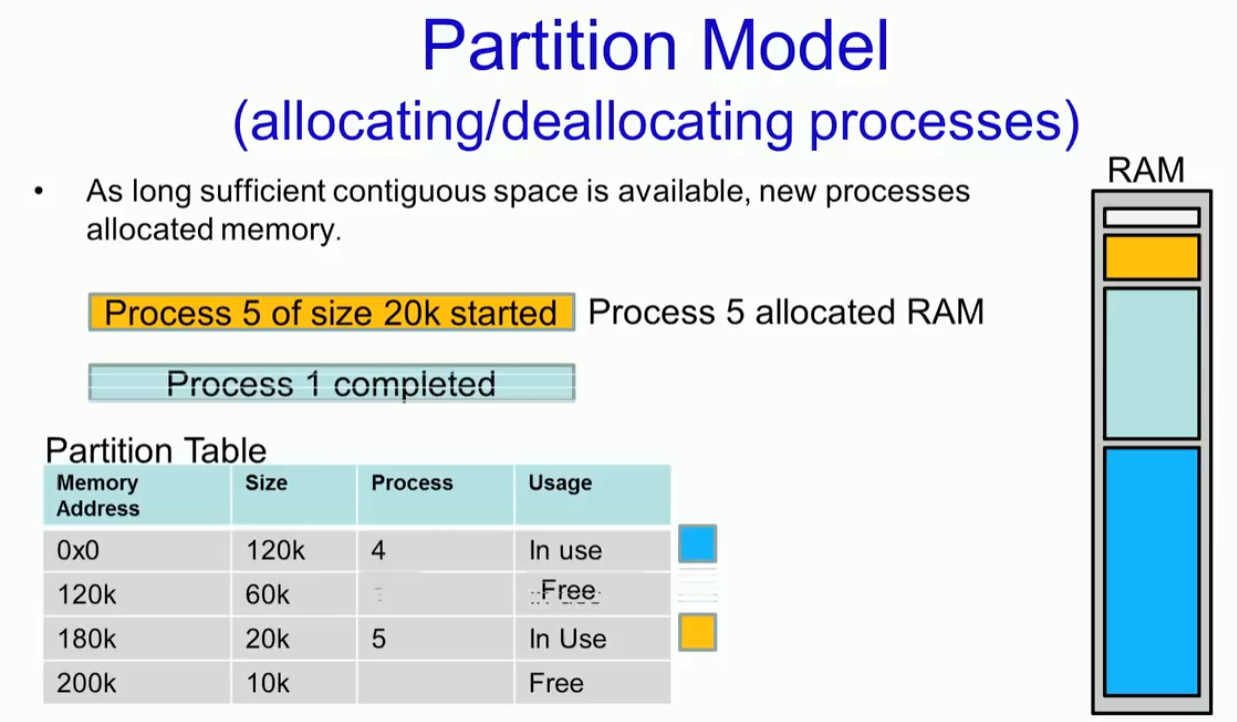 Partition Model
(allocating/deallocating processes)
RAM
• As long sufficient contiguous space is available, new processes
allocated memory.
Process 5 of size 20k started Process 5 allocated RAM
Process 1 completed
Partition Table
Memory Address Size Process Usage
0x0 120k 4 In use
120k 60k Free
180k 20k 5 In Use
200k 10k Free